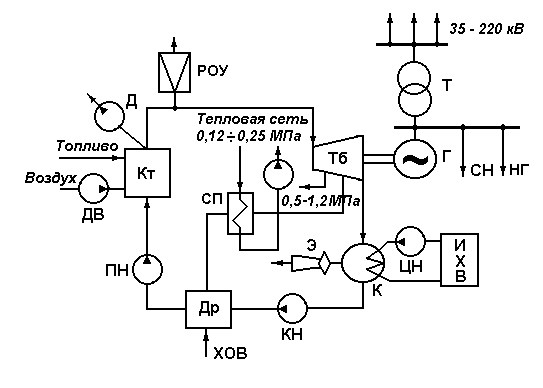 35 - 220 кВ
РОУ
Д
Т
Тепловая сеть
0,12÷0,25 МПа
Топливо
Кт
Тб
Г
Воздух
ДВ
СП
0,5-1,2 МПа
СН
НГ
Э
ПН
К
ЦН
И
Х
В
Др
КН
ХОВ